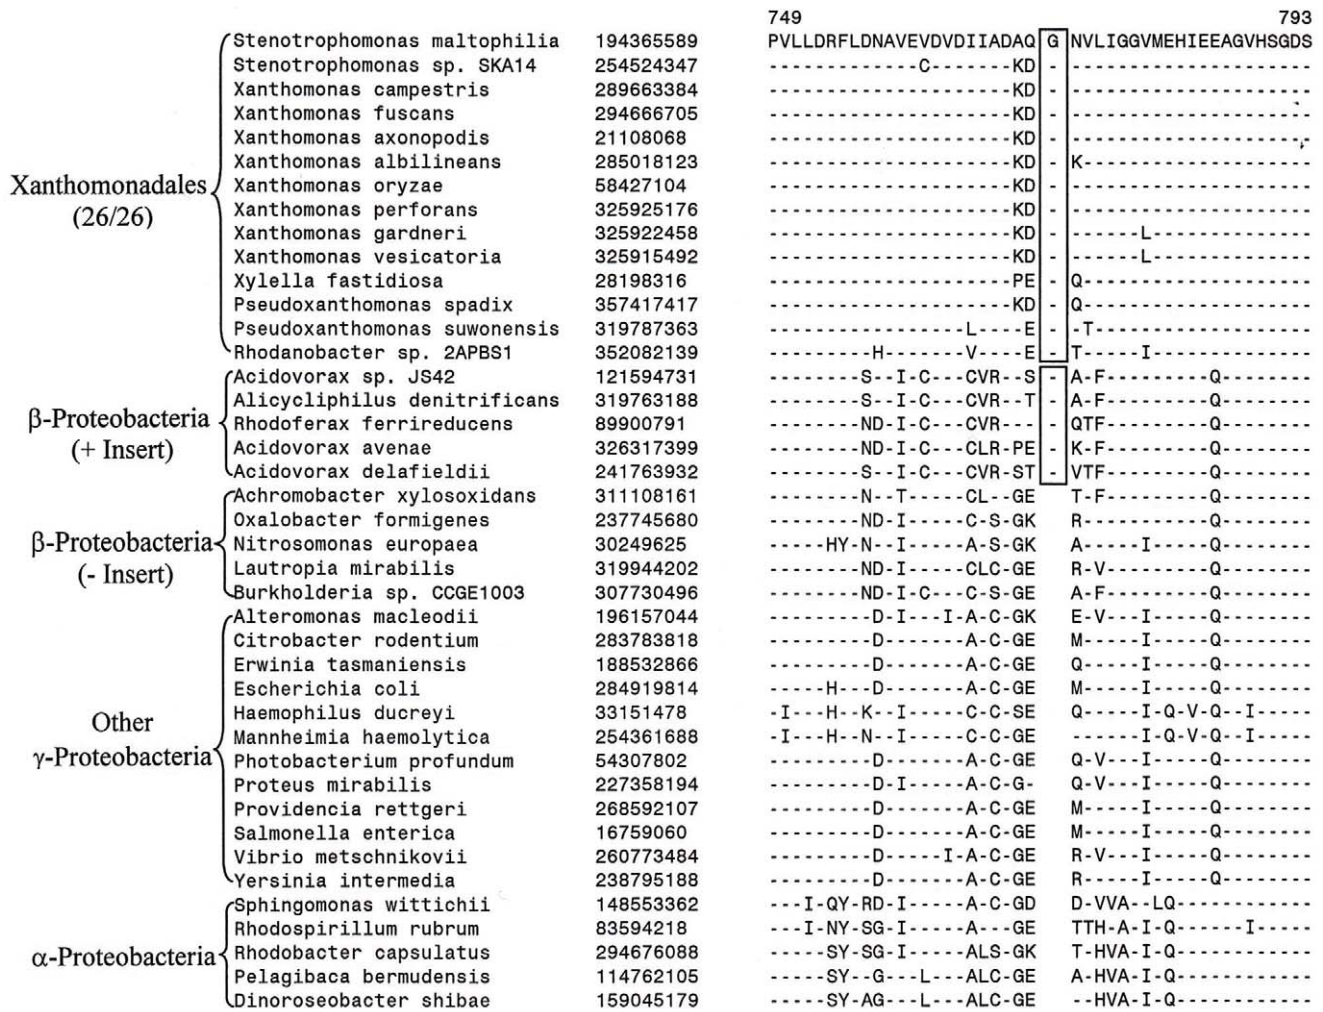 749 793
Stenotrophomonas maltophilia 194365589 PVLLDRFLDNAVEVDVDIIADAQ G NVLIGGVMEHIEEAGVHSGDS
Stenotrophomonas sp. SKA14 254524347 -------------C-------KD - ---------------------
Xanthomonas campestris 289663384 ---------------------KD - ---------------------
Xanthomonas fuscans 294666705 ---------------------KD - ---------------------
Xanthomonas axonopodis 21108068 ---------------------KD - ---------------------
Xanthomonas albilineans 285018123 ---------------------KD - K--------------------
Xanthomonadales
(26/26)
Xanthomonas oryzae 58427104 ---------------------KD - ---------------------
Xanthomonas perforans 325925176 ---------------------KD - ---------------------
Xanthomonas gardneri 325922458 ---------------------KD - ------L--------------
Xanthomonas vesicatoria 325915492 ---------------------KD - ------L--------------
Xylella fastidiosa 28198316 ---------------------PE - Q--------------------
Pseudoxanthomonas spadix 357417417 ---------------------KD - Q--------------------
Pseudoxanthomonas suwonensis 319787363 -----------------L----E - -T-------------------
Rhodanobacter sp. 2APBS1 352082139 ---------H-------V----E - T-----I--------------
β-Proteobacteria
(+ Insert)
Acidovorax sp. JS42 121594731 --------S--I-C---CVR--S - A-F---------Q--------
Alicycliphilus denitrificans 319763188 --------S--I-C---CVR--T - A-F---------Q--------
Rhodoferax ferrireducens 89900791 --------ND-I-C---CVR--- - QTF---------Q--------
Acidovorax avenae 326317399 --------ND-I-C---CLR-PE - K-F---------Q--------
Acidovorax delafieldii 241763932 --------S--I-C---CVR-ST - VTF---------Q--------
β-Proteobacteria
(- Insert)
Achromobacter xylosoxidans 311108161 --------N--T-----CL--GE T-F------------------
Oxalobacter formigenes 237745680 --------ND-I-----C-S-GK R-----------Q--------
Nitrosomonas europaea 30249625 -----HY-N--I-----A-S-GK A-----I-----Q--------
Lautropia mirabilis 319944202 --------ND-I-----CLC-GE R-V---------Q--------
Burkholderia sp. CCGE1003 307730496 --------ND-I-C---C-S-GE A-F---------Q--------
Other
γ-Proteobacteria
Alteromonas macleodii 196157044 ---------D-I---I-A-C-GK E-V---I-----Q--------
Citrobacter rodentium 283783818 ---------D-------A-C-GE M-----I-----Q--------
Erwinia tasmaniensis 188532866 ---------D-------A-C-GE Q-----I-----Q--------
Escherichia coli 284919814 -----H---D-------A-C-GE M-----I-----Q--------
Haemophilus ducreyi 33151478 -I---H--K--I-----C-C-SE Q-----I-Q-V-Q--I-----
Mannheimia haemolytica 254361688 -I---H--N--I-----C-C-GE ------I-Q-V-Q--I-----
Photobacterium profundum 54307802 ---------D-------A-C-GE Q-V---I-----Q--------
Proteus mirabilis 227358194 ---------D-I-----A-C-G- Q-V---I-----Q--------
Providencia rettgeri 268592107 ---------D-------A-C-GE M-----I-----Q--------
Salmonella enterica 16759060 ---------D-------A-C-GE M-----I-----Q--------
Vibrio metschnikovii 260773484 ---------D-----I-A-C-GE R-V---I-----Q--------
Yersinia intermedia 238795188 ---------D-------A-C-GE R-----I-----Q--------
α-Proteobacteria
Sphingomonas wittichii 148553362 ---I-QY-RD-I-----A-C-GD D-VVA--LQ------------
Rhodospirillum rubrum 83594218 ---I-NY-SG-I-----A---GE TTH-A-I-Q------I-----
Rhodobacter capsulatus 294676088 -----SY-SG-I-----ALS-GK T-HVA-I-Q------------
Pelagibaca bermudensis 114762105 -----SY--G---L---ALC-GE A-HVA-I-Q------------
Dinoroseobacter shibae 159045179 -----SY-AG---L---ALC-GE --HVA-I-Q------------